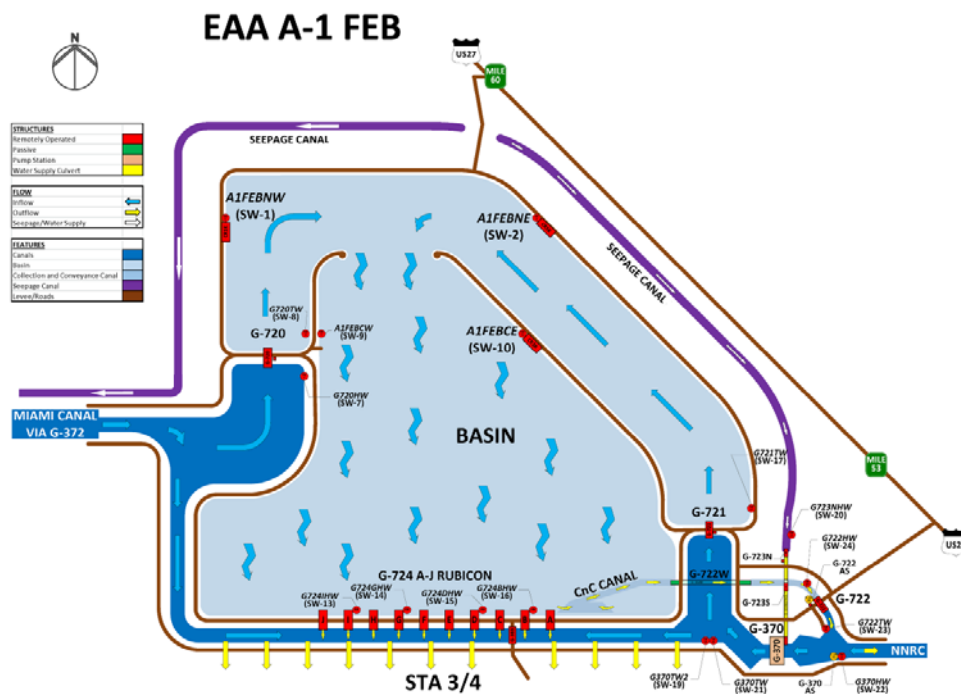 EAA A-1 FEB
N
US27
MILE
60
STRUCTURES
Remotely Operated
Passive
Pump Station
Water Supply Culvert
FLOW
Inflow
Outflow
Seepage/Water Supply
FEATURES
Canals
Basin
Collection and Conveyance Canal
Seepage Canal
Levee/Roads
SEEPAGE CANAL
A1FEBNW
(SW-1)
A1FEBNE
(SW-2)
SEEPAGE CANAL
G720TW
(SW-8)
A1FEBCW
(SW-9)
G-720
A1FEBCE
(SW-10)
G720HW
(SW-7)
MIAMI CANAL
VIA G-372
BASIN
MILE
53
G721TW
(SW-17)
G-721
G723NHW
(SW-20)
US2
G722HW
(SW-24)
G-723N
G-722
AS
G-724 A-J RUBICON
G724IHW
(SW-13)
G724GHW
(SW-14)
G724DHW
(SW-15)
G724BHW
(SW-16)
CnC CANAL
G-722W
G-723S
G-722
J
I
H
G
F
E
D
C
B
A
G722TW
(SW-23)
G-370
G-370
NNRC
STA 3/4
G370TW2
(SW-19)
G370TW
(SW-21)
G-370
AS
G370HW
(SW-22)